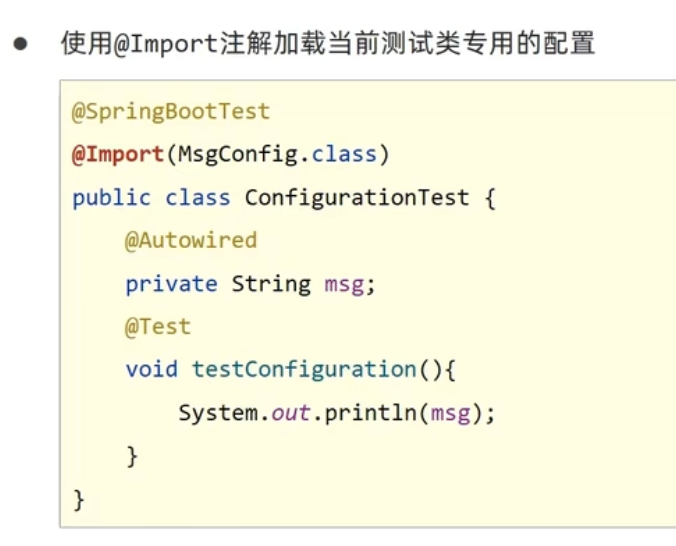 ● 使用@Import注解加载当前测试类专用的配置
@SpringBootTest
@Import(MsgConfig.class)
public class ConfigurationTest {
    @Autowired
    private String msg;
    @Test
    void testConfiguration(){
        System.out.println(msg);
    }
}